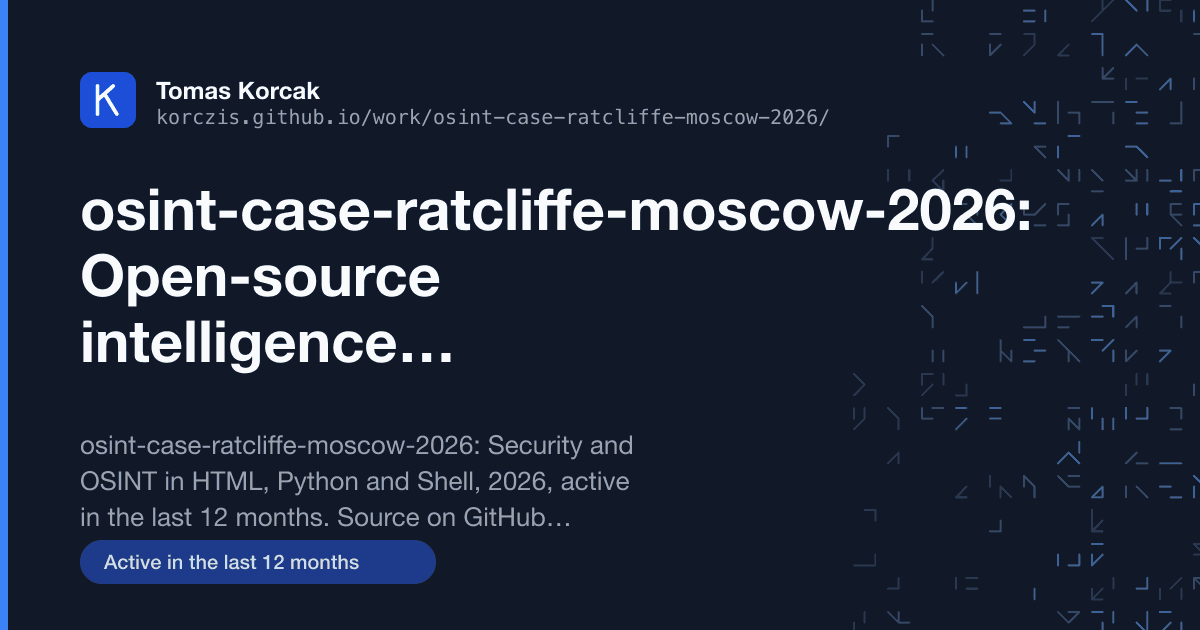 K
Tomas Korcak
korczis.github.io/work/osint-case-ratcliffe-moscow-2026/
osint-case-ratcliffe-moscow-2026:
Open-source
intelligence…
osint-case-ratcliffe-moscow-2026: Security and
OSINT in HTML, Python and Shell, 2026, active
in the last 12 months. Source on GitHub…
Active in the last 12 months